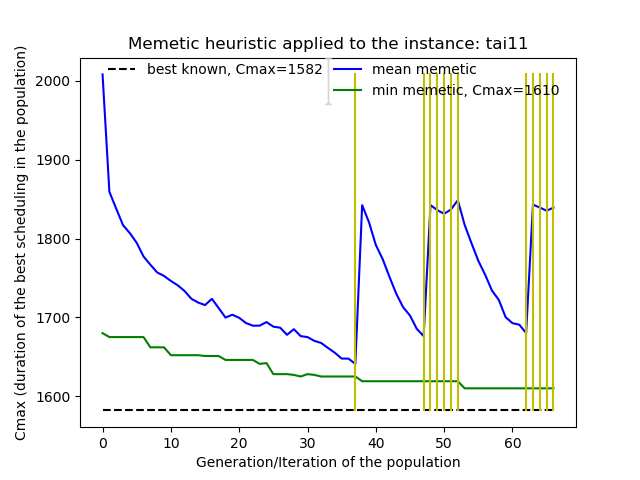 Memetic heuristic applied to the instance: tai11
best known, Cmax=1582
mean memetic
min memetic, Cmax=1610
Cmax (duration of the best scheduling in the population)
2000
1900
1800
1700
1600
0 10 20 30 40 50 60
Generation/Iteration of the population